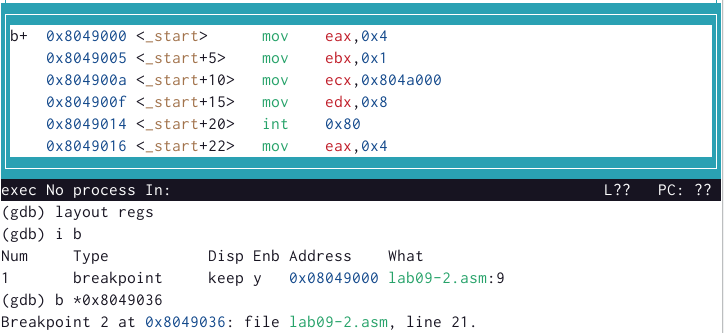 b+ 0x8049000 <_start> mov eax,0x4
0x8049005 <_start+5> mov ebx,0x1
0x804900a <_start+10> mov ecx,0x804a000
0x804900f <_start+15> mov edx,0x8
0x8049014 <_start+20> int 0x80
0x8049016 <_start+22> mov eax,0x4
exec No process In: L?? PC: ??
(gdb) layout regs
(gdb) i b
Num Type Disp Enb Address What
1 breakpoint keep y 0x08049000 lab09-2.asm:9
(gdb) b *0x8049036
Breakpoint 2 at 0x8049036: file lab09-2.asm, line 21.